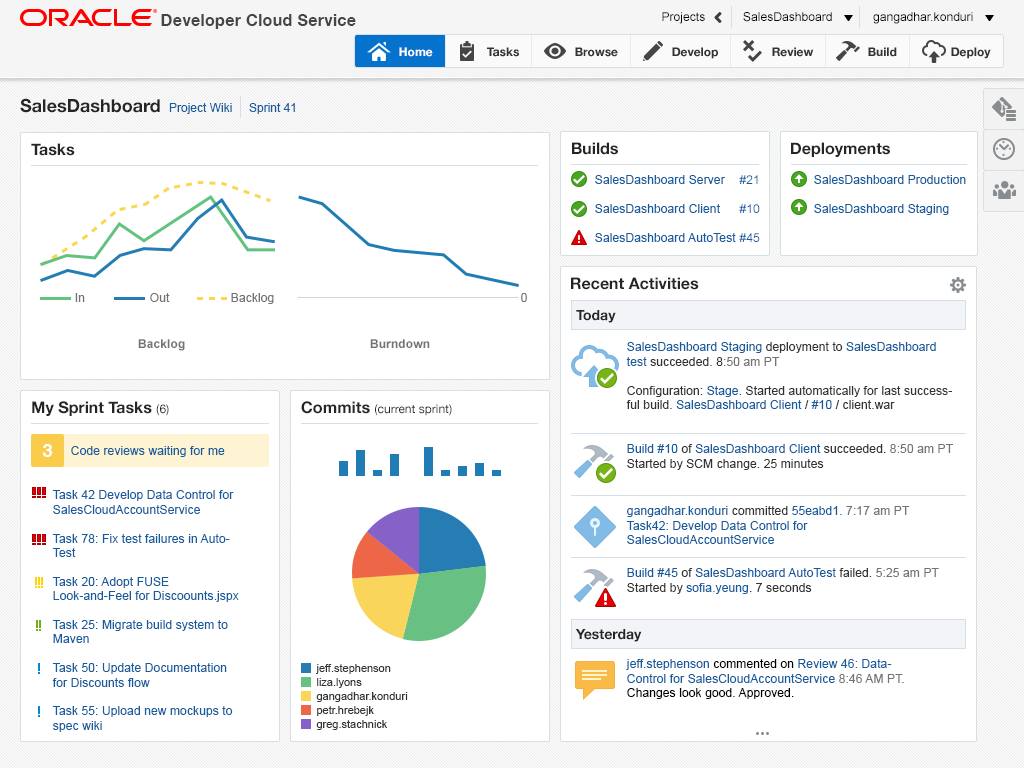 ORACLE® Developer Cloud Service
Projects
SalesDashboard
gangadhar.konduri
Home
Tasks
Browse
Develop
Review
Build
Deploy
SalesDashboard Project Wiki Sprint 41
Tasks
In
Out
Backlog
0
Backlog
Burndown
Builds
SalesDashboard Server #21
SalesDashboard Client #10
SalesDashboard AutoTest #45
Deployments
SalesDashboard Production
SalesDashboard Staging
My Sprint Tasks (6)
3 Code reviews waiting for me
!!! Task 42 Develop Data Control for
SalesCloudAccountService
!!! Task 78: Fix test failures in Auto-
Test
!!! Task 20: Adopt FUSE
Look-and-Feel for Discoounts.jspx
!! Task 25: Migrate build system to
Maven
! Task 50: Update Documentation
for Discounts flow
! Task 55: Upload new mockups to
spec wiki
Commits (current sprint)
jeff.stephenson
liza.lyons
gangadhar.konduri
petr.hrebejk
greg.stachnick
Recent Activities
Today
SalesDashboard Staging deployment to SalesDashboard
test succeeded. 8:50 am PT
Configuration: Stage. Started automatically for last success-
ful build. SalesDashboard Client / #10 / client.war
Build #10 of SalesDashboard Client succeeded. 8:50 am PT
Started by SCM change. 25 minutes
gangadhar.konduri committed 55eabd1. 7:17 am PT
Task42: Develop Data Control for
SalesCloudAccountService
Build #45 of SalesDashboard AutoTest failed. 5:25 am PT
Started by sofia.yeung. 7 seconds
Yesterday
jeff.stephenson commented on Review 46: Data-
Control for SalesCloudAccountService 8:46 AM PT.
Changes look good. Approved.
...